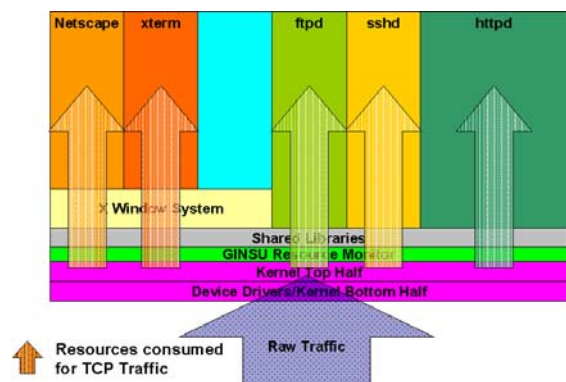 Netscape
xterm
ftpd
sshd
httpd
X Window System
Shared Libraries
GINSU Resource Monitor
Kernel Top Half
Device Drivers/Kernel Bottom Half
Raw Traffic
Resources consumed
for TCP Traffic